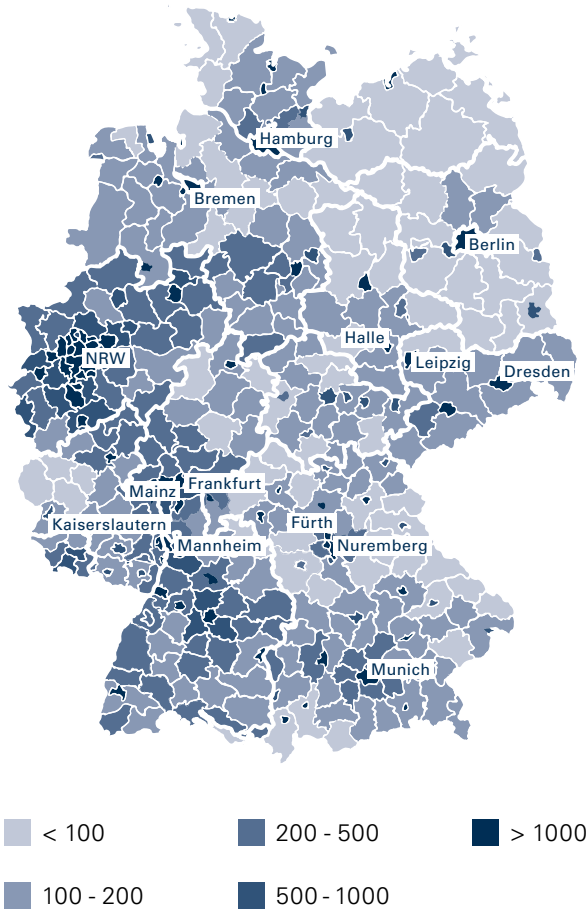 Hamburg
Bremen
Berlin
Halle
NRW
Leipzig
Dresden
Mainz
Frankfurt
Kaiserslautern
Fürth
Mannheim
Nuremberg
Munich
< 100
200 - 500
> 1000
100 - 200
500 - 1000